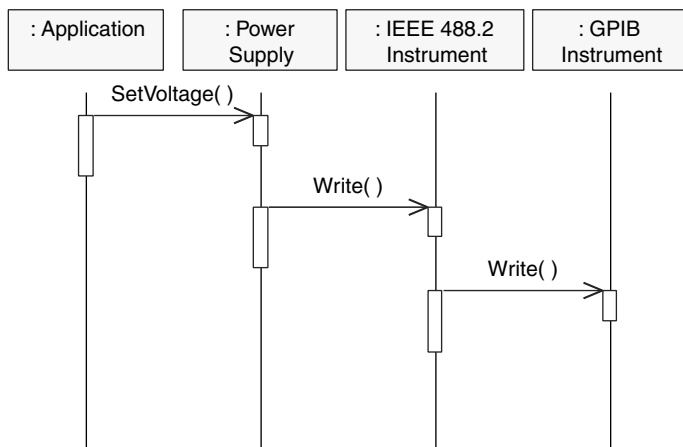 : Application
: Power
Supply
: IEEE 488.2
Instrument
: GPIB
Instrument
SetVoltage( )
Write( )
Write( )